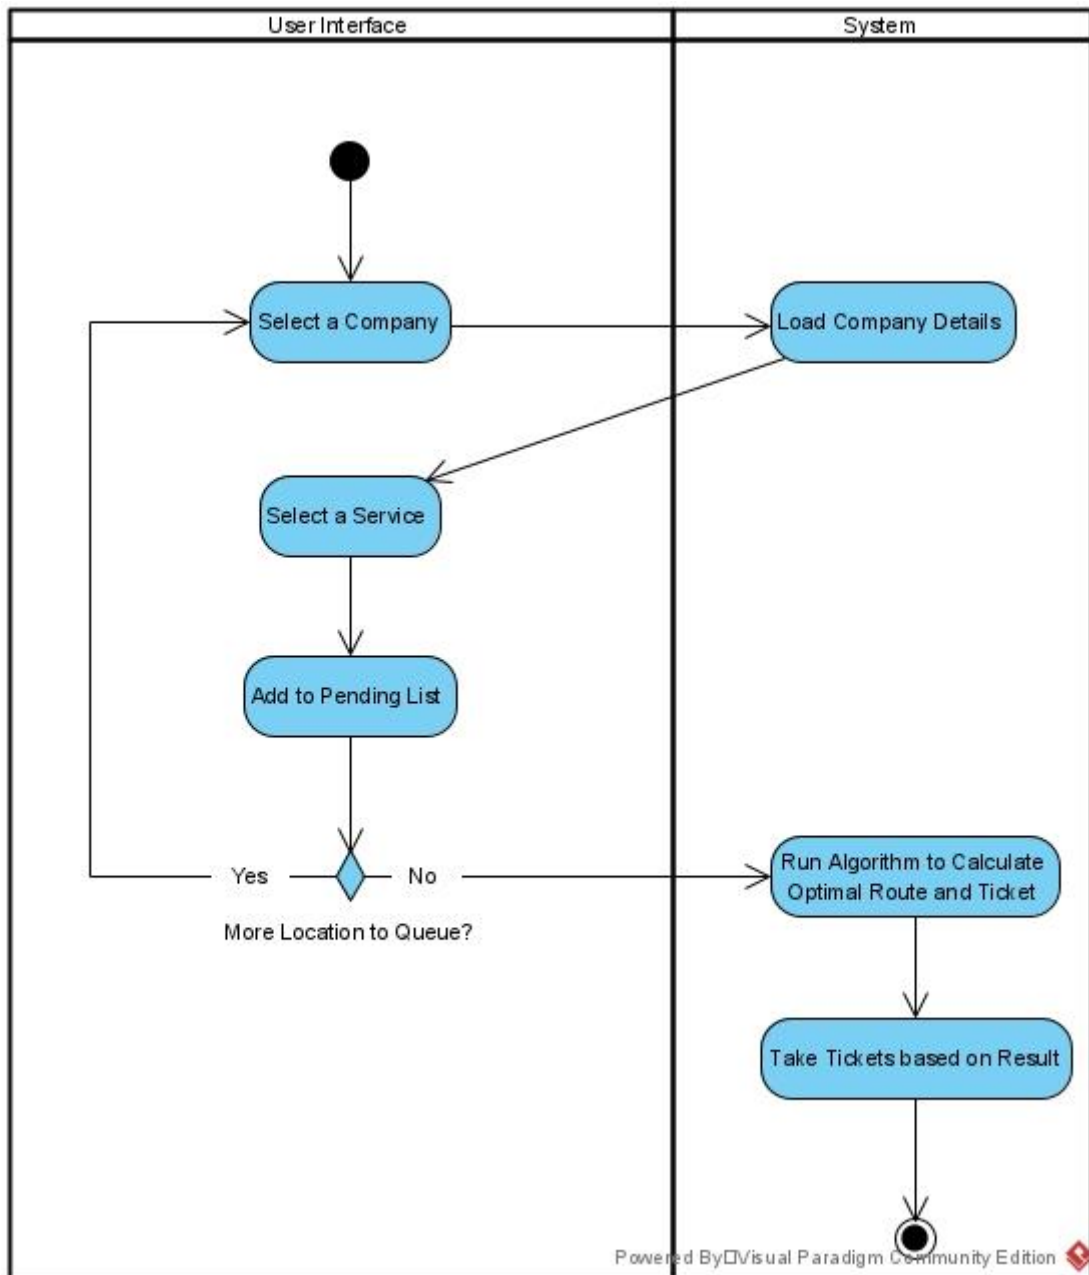 User Interface
System
Select a Company
Load Company Details
Select a Service
Add to Pending List
Yes
No
More Location to Queue?
Run Algorithm to Calculate
Optimal Route and Ticket
Take Tickets based on Result
Powered By□Visual Paradigm Community Edition